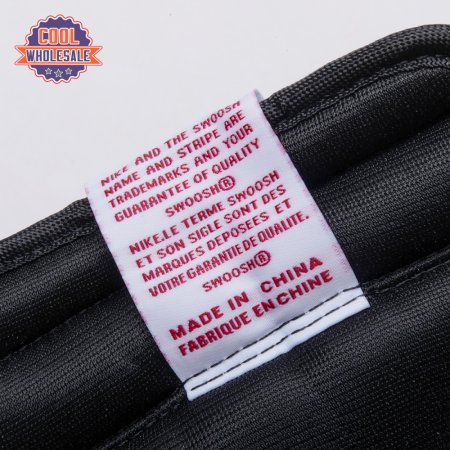 COOL
WHOLESALE
NIKE AND THE SWOOSH
NAME AND STRIPE ARE
TRADEMARKS AND YOUR
GUARANTEE OF QUALITY
SWOOSH®
NIKE.LE TERME SWOOSH
ET SON SIGLE SONT DES
MARQUES DEPOSEES ET
VOTRE GARANTIE DE QUALITE.
SWOOSH®
MADE IN CHINA
FABRIQUE EN CHINE